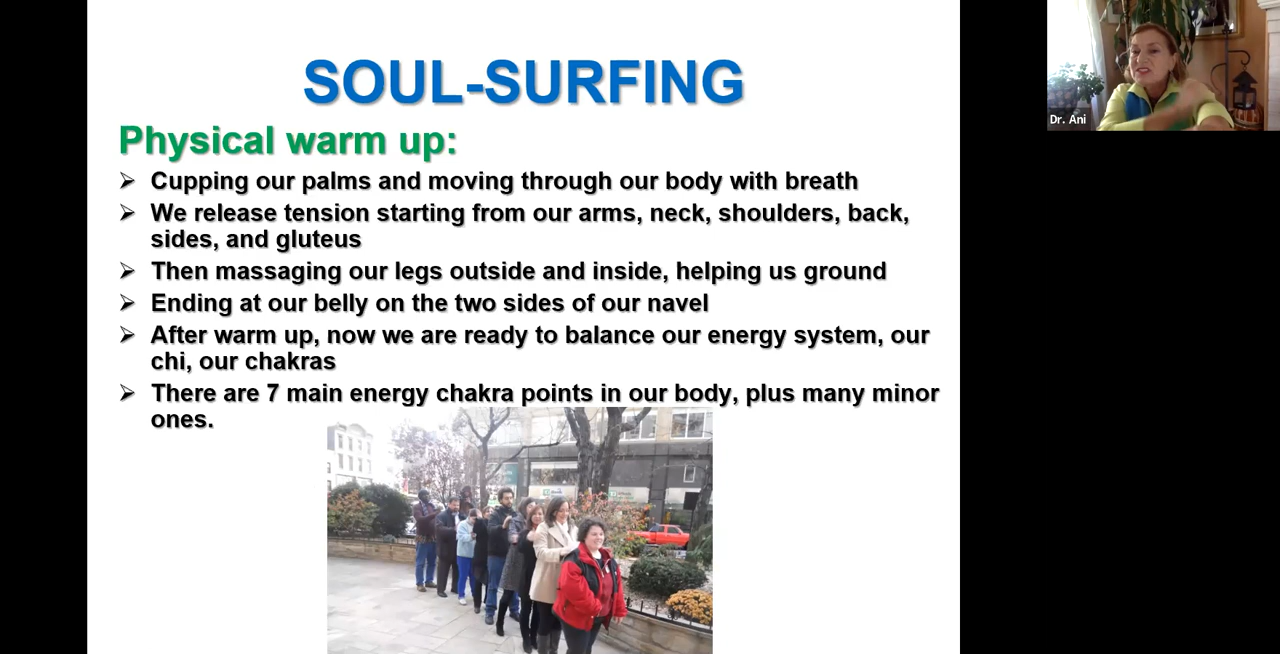 SOUL-SURFING
Physical warm up:
➢ Cupping our palms and moving through our body with breath
➢ We release tension starting from our arms, neck, shoulders, back,
sides, and gluteus
➢ Then massaging our legs outside and inside, helping us ground
➢ Ending at our belly on the two sides of our navel
➢ After warm up, now we are ready to balance our energy system, our
chi, our chakras
➢ There are 7 main energy chakra points in our body, plus many minor
ones.
Dr. Ani